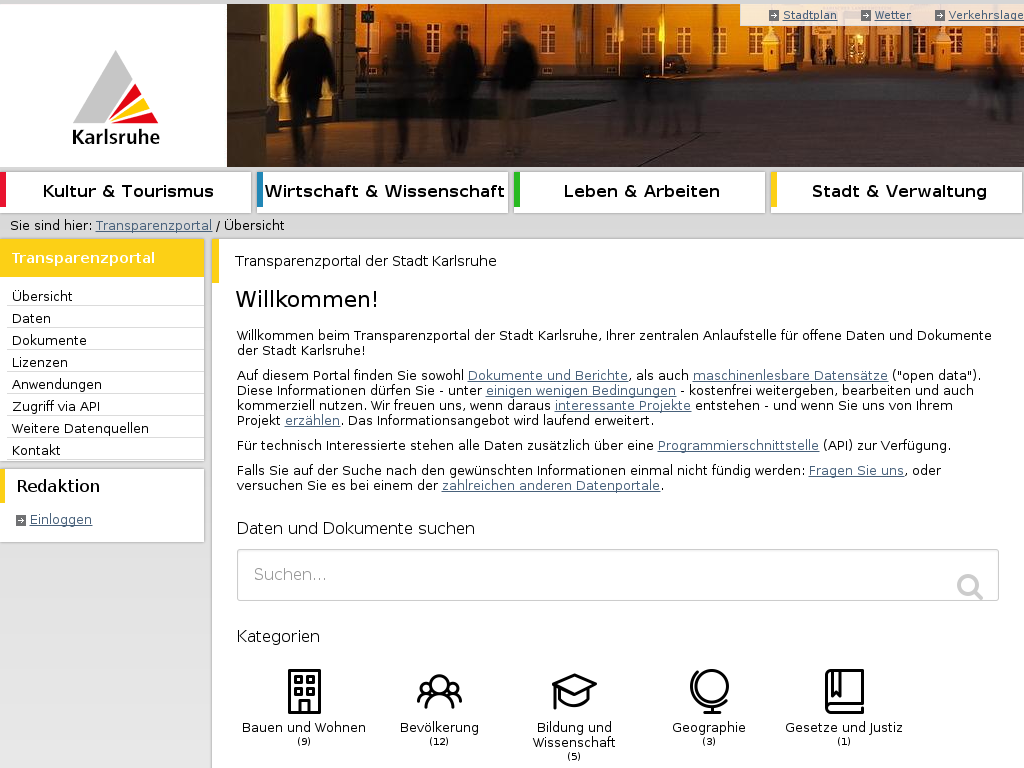 Stadtplan Wetter Verkehrslage
Karlsruhe
Kultur & Tourismus Wirtschaft & Wissenschaft Leben & Arbeiten Stadt & Verwaltung
Sie sind hier: Transparenzportal / Übersicht
Transparenzportal
Übersicht
Daten
Dokumente
Lizenzen
Anwendungen
Zugriff via API
Weitere Datenquellen
Kontakt
Redaktion
Einloggen
Transparenzportal der Stadt Karlsruhe
Willkommen!
Willkommen beim Transparenzportal der Stadt Karlsruhe, Ihrer zentralen Anlaufstelle für offene Daten und Dokumente
der Stadt Karlsruhe!
Auf diesem Portal finden Sie sowohl Dokumente und Berichte, als auch maschinenlesbare Datensätze ("open data").
Diese Informationen dürfen Sie - unter einigen wenigen Bedingungen - kostenfrei weitergeben, bearbeiten und auch
kommerziell nutzen. Wir freuen uns, wenn daraus interessante Projekte entstehen - und wenn Sie uns von Ihrem
Projekt erzählen. Das Informationsangebot wird laufend erweitert.
Für technisch Interessierte stehen alle Daten zusätzlich über eine Programmierschnittstelle (API) zur Verfügung.
Falls Sie auf der Suche nach den gewünschten Informationen einmal nicht fündig werden: Fragen Sie uns, oder
versuchen Sie es bei einem der zahlreichen anderen Datenportale.
Daten und Dokumente suchen
Suchen...
Kategorien
Bauen und Wohnen
(9)
Bevölkerung
(12)
Bildung und
Wissenschaft
(5)
Geographie
(3)
Gesetze und Justiz
(1)